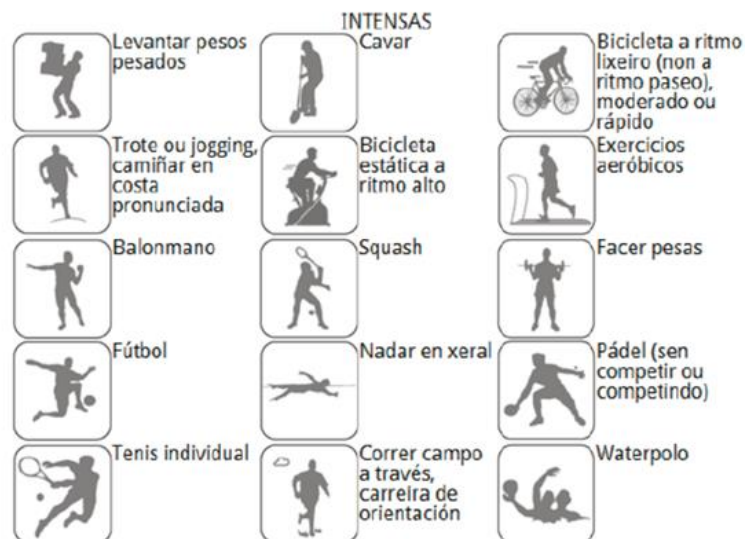 INTENSAS
Levantar pesos
pesados
Cavar
Bicicleta a ritmo
lixeiro (non a
ritmo paseo),
moderado ou
rápido
Trote ou jogging,
camiñar en
costa
pronunciada
Bicicleta
estática a
ritmo alto
Exercicios
aeróbicos
Balonmano
Squash
Facer pesas
Fútbol
Nadar en xeral
Pádel (sen
competir ou
competindo)
Tenis individual
Correr campo
a través,
carreira de
orientación
Waterpolo